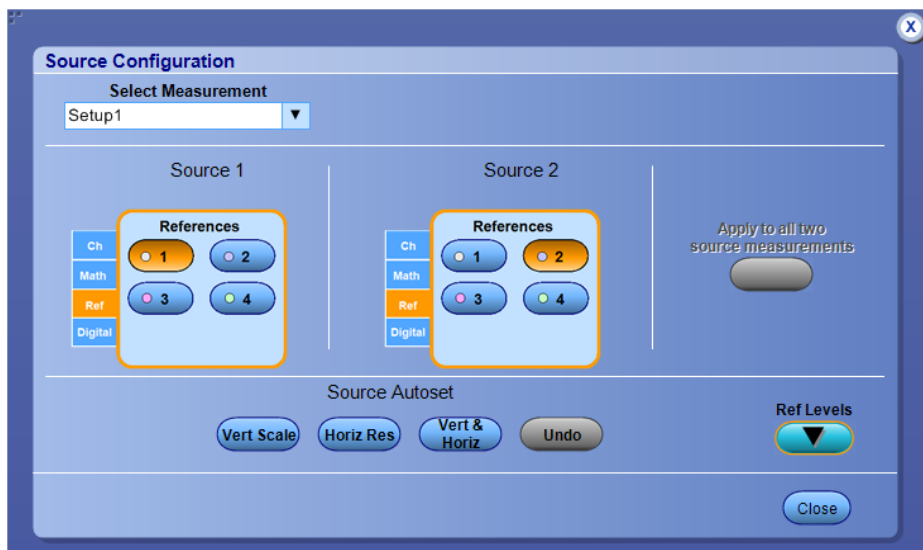 X
Source Configuration
Select Measurement
Setup1
Source 1
Ch
Math
Ref
Digital
References
1 2
3 4
Source 2
Ch
Math
Ref
Digital
References
1 2
3 4
Apply to all two
source measurements
Source Autoset
Vert Scale
Horiz Res
Vert &
Horiz
Undo
Ref Levels
Close